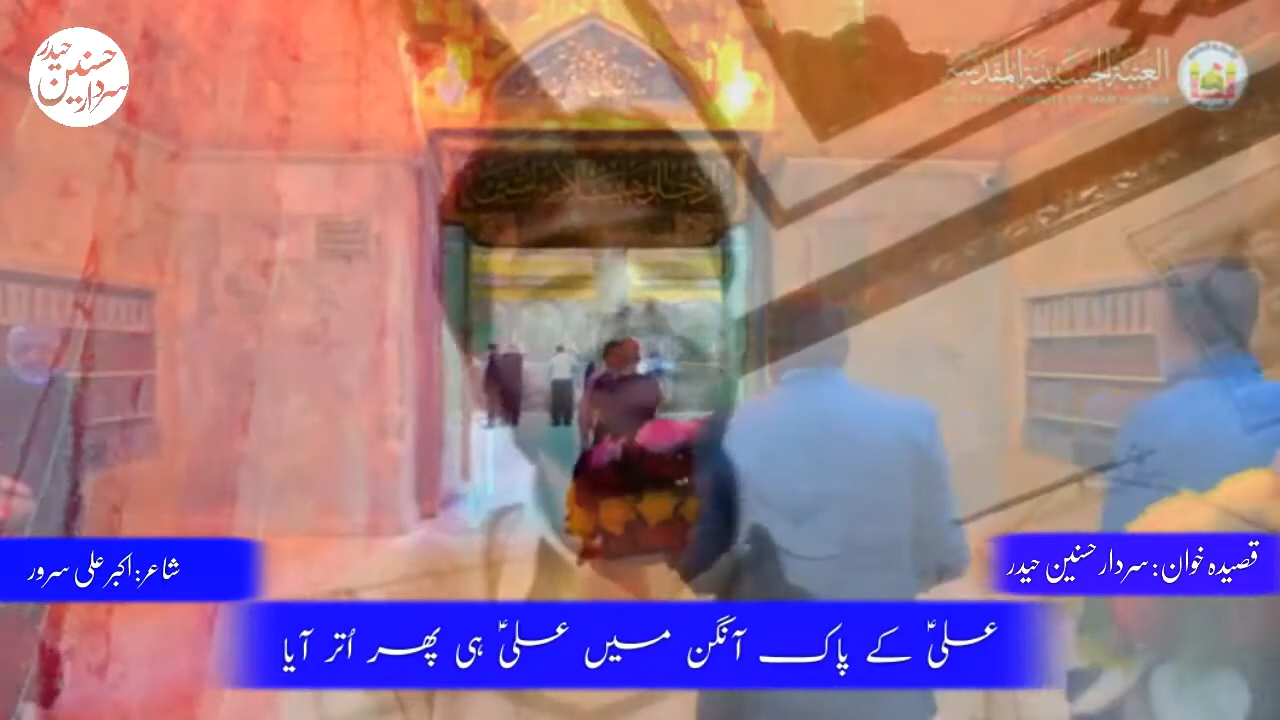 سردار حسنین حیدر
العتبة الحسينية المقدسة
شاعر: اکبر علی سرور
قصیدہ خوان: سردار حسنین حیدر
علیؑ کے پاک آنگن میں علیؑ ہی پھر اُتر آیا